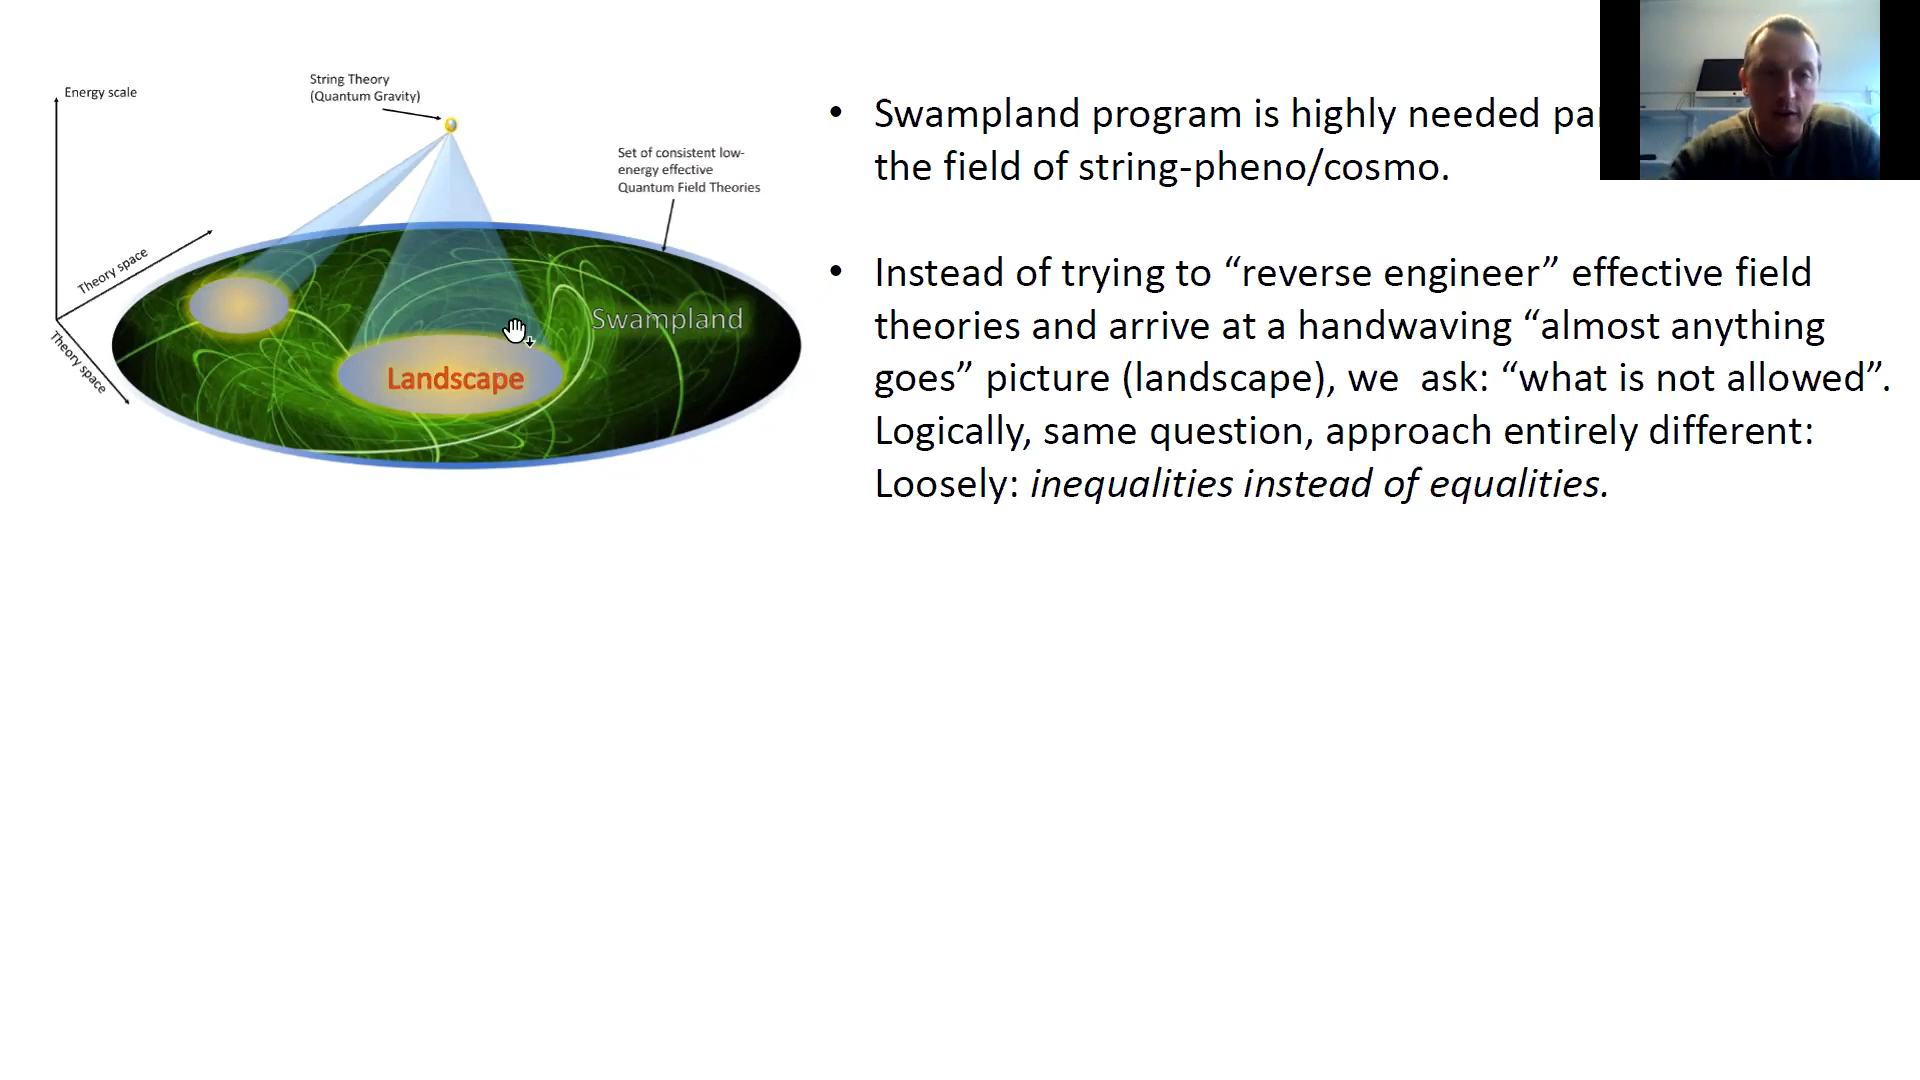 Energy scale
String Theory
(Quantum Gravity)
Set of consistent low-
energy effective
Quantum Field Theories
Theory space
Theory space
Swampland
Landscape
• Swampland program is highly needed
the field of string-pheno/cosmo.
• Instead of trying to “reverse engineer” effective field
theories and arrive at a handwaving “almost anything
goes” picture (landscape), we ask: “what is not allowed”.
Logically, same question, approach entirely different:
Loosely: inequalities instead of equalities.